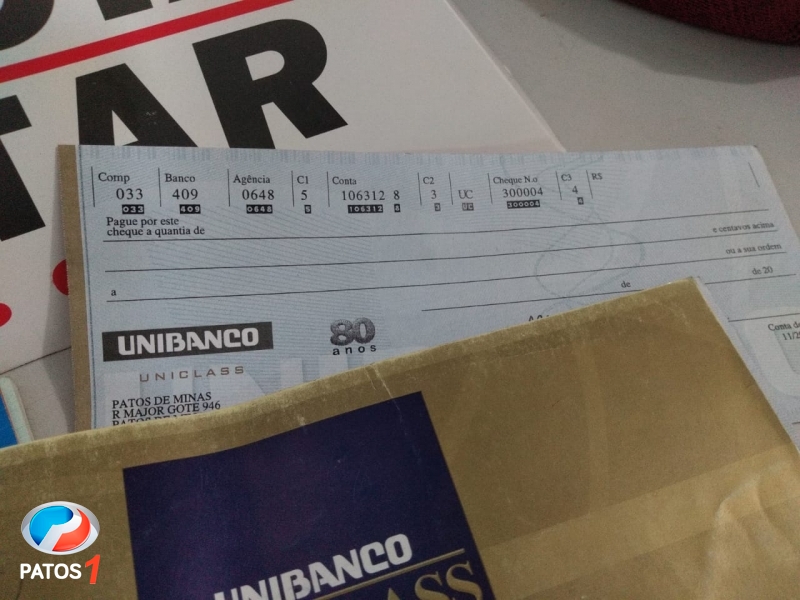 TAR
Comp Banco Agência C1 Conta C2 UC Cheque N.o C3 R$
033 409 0648 5 106312 8 3 300004 4
033 409 0648 5 106312 8 3 UC 300004 4
Pague por este
cheque a quantia de
e centavos acima
ou a sua ordem
a de de 20
UNIBANCO
80
anos
UNICLASS
Conta de
PATOS DE MINAS
R MAJOR GOTE 946
UNIBANCO
PATOS 1